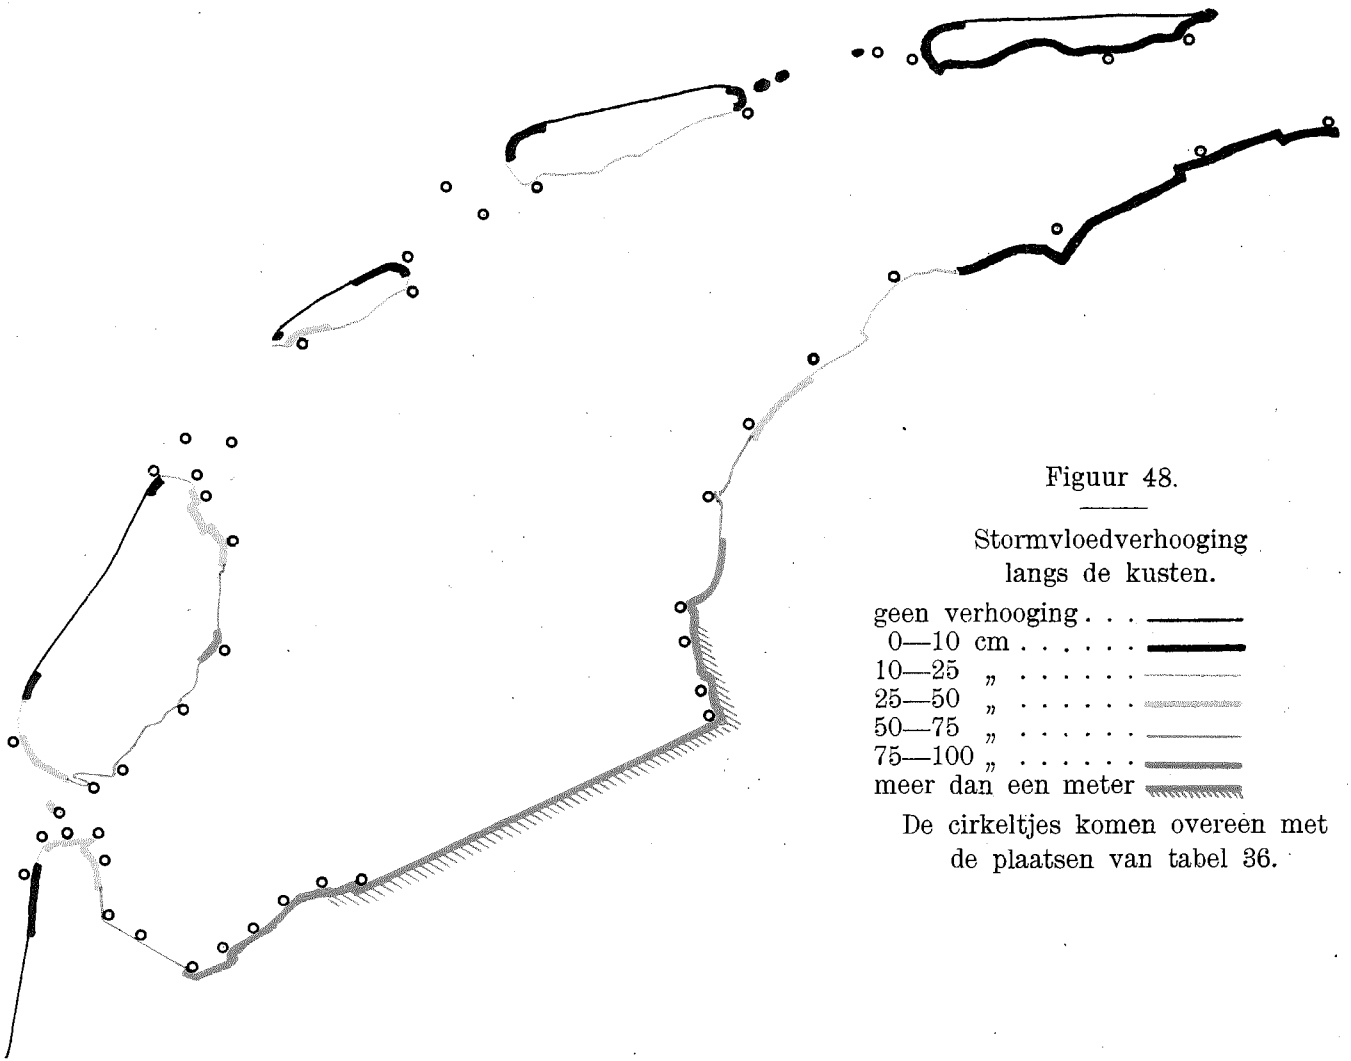 Figuur 48.
Stormvloedverhooging
langs de kusten.
geen verhooging . . .
0—10 cm . . . . . .
10—25 „ . . . . . .
25—50 „ . . . . . .
50—75 „ . . . . . .
75—100 „ . . . . . .
meer dan een meter
De cirkeltjes komen overeen met
de plaatsen van tabel 36.